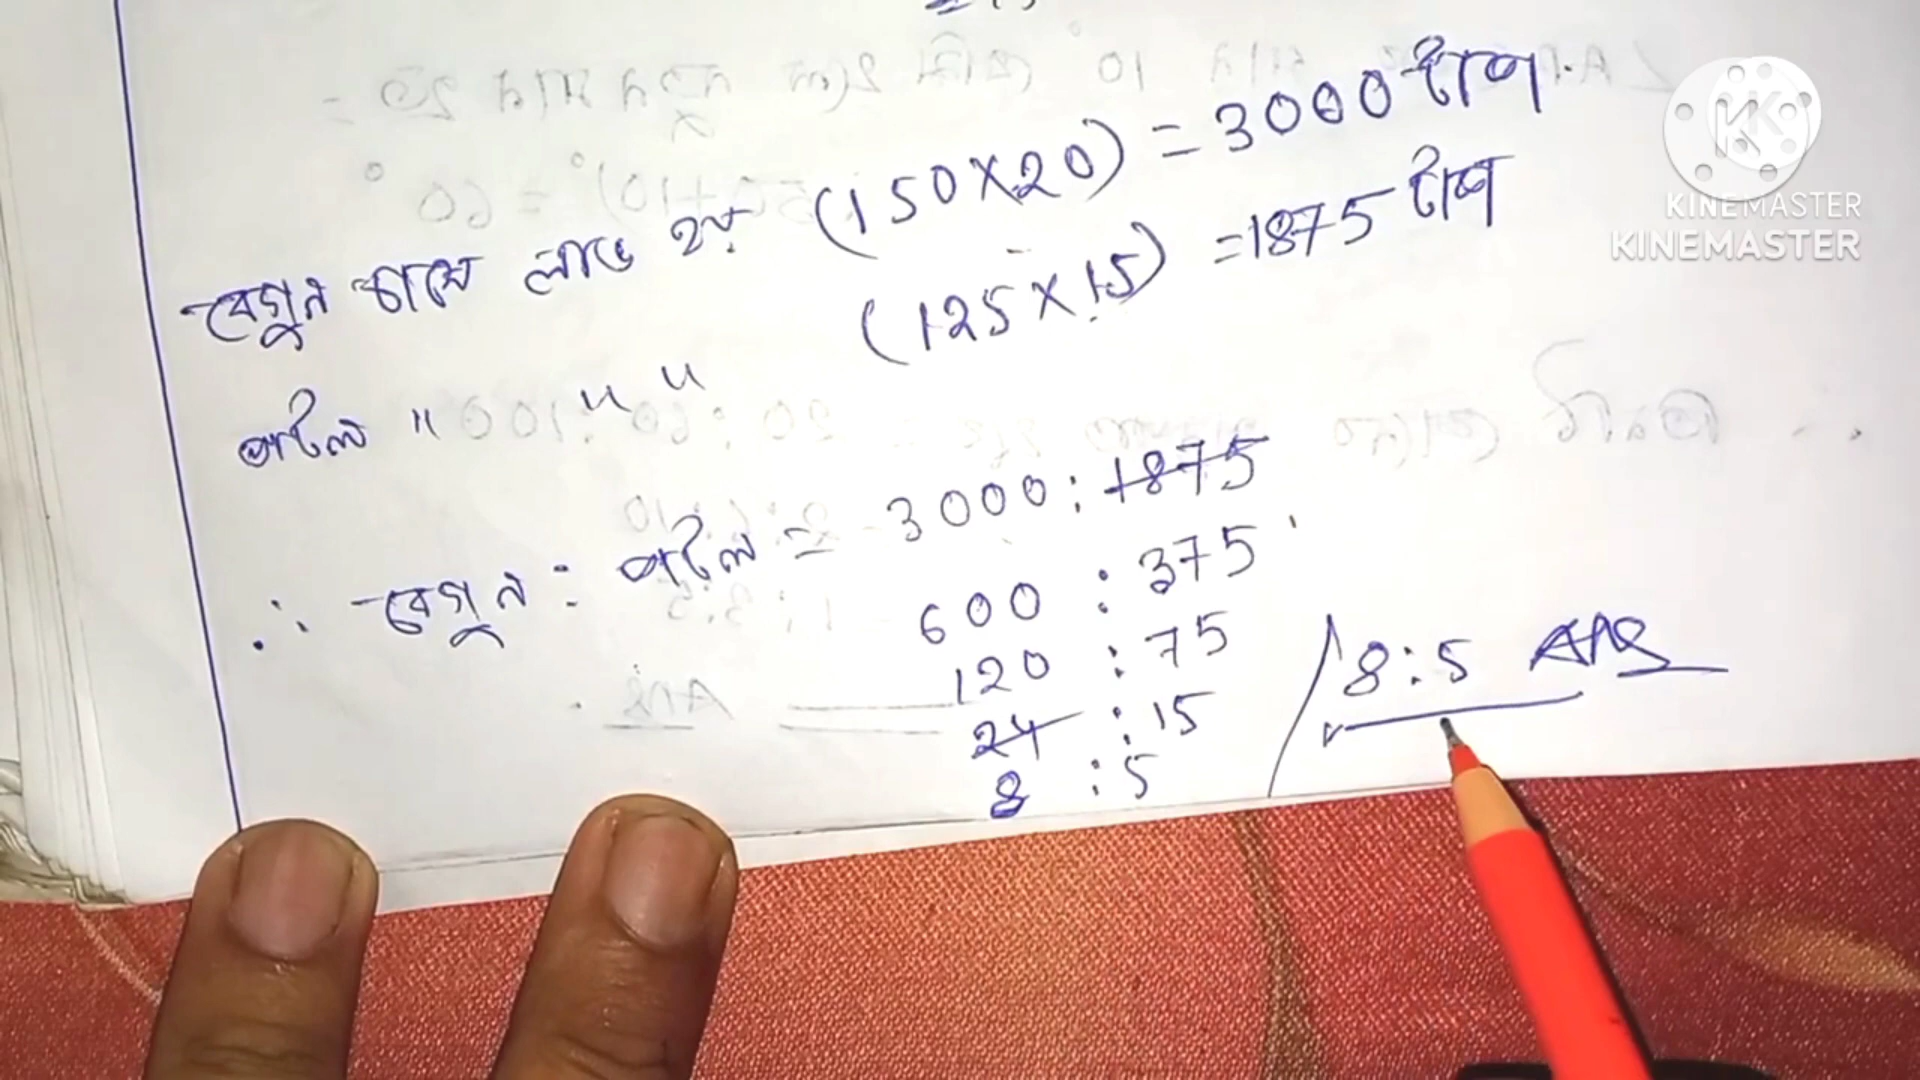 বেগুন চাষে লাভ হয় (150×20) = 3000 টাকা
পটল " " " (125×15) = 1875 টাকা
∴ বেগুন : পটল = 3000 : 1875
600 : 375
120 : 75
24 : 15
8 : 5
8:5 Ans
KINEMASTER
KINEMASTER